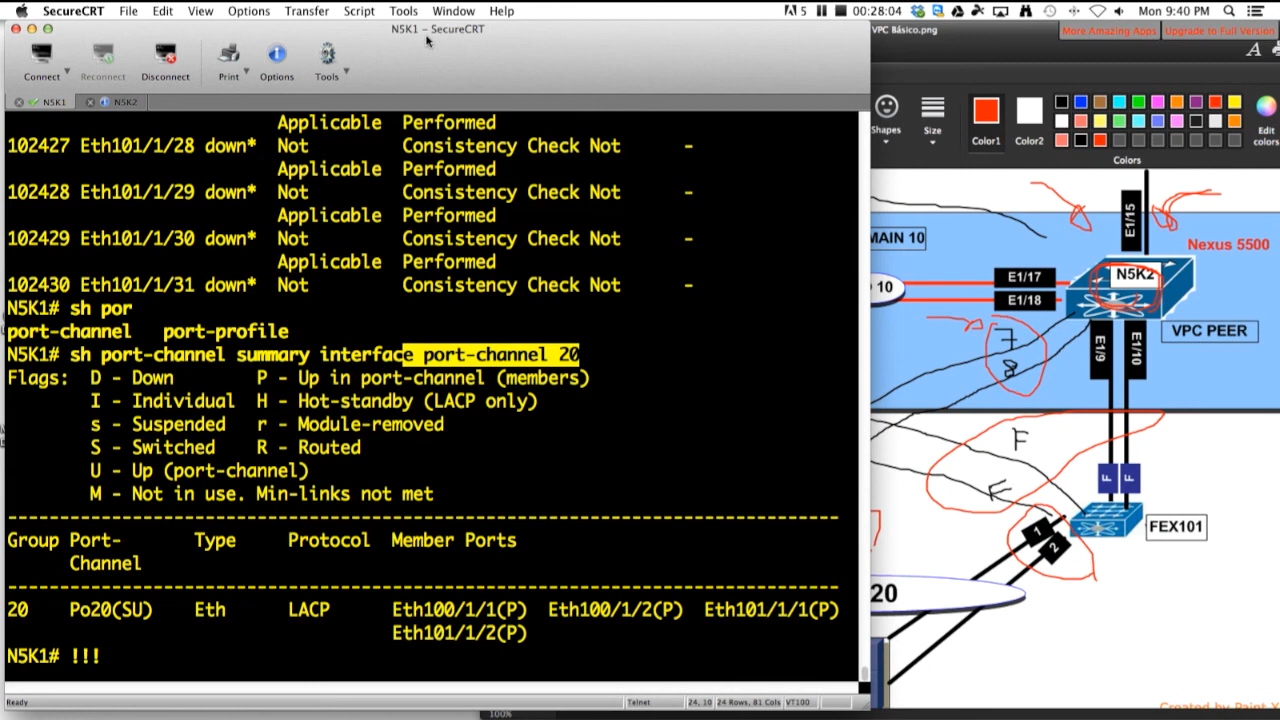 SecureCRT File Edit View Options Transfer Script Tools Window Help 5 00:28:04 Mon 9:40 PM
N5K1 – SecureCRT
VPC Básico.png
More Amazing Apps Upgrade to Full Version
Connect Reconnect Disconnect Print Options Tools
Shapes Size Color1 Color2 Edit colors
Colors
N5K1 N5K2
Applicable Performed
102427 Eth101/1/28 down* Not Consistency Check Not -
Applicable Performed
102428 Eth101/1/29 down* Not Consistency Check Not -
Applicable Performed
102429 Eth101/1/30 down* Not Consistency Check Not -
Applicable Performed
102430 Eth101/1/31 down* Not Consistency Check Not -
N5K1# sh por
port-channel port-profile
N5K1# sh port-channel summary interface port-channel 20
Flags: D - Down P - Up in port-channel (members)
I - Individual H - Hot-standby (LACP only)
s - Suspended r - Module-removed
S - Switched R - Routed
U - Up (port-channel)
M - Not in use. Min-links not met
--------------------------------------------------------------------------------
Group Port- Type Protocol Member Ports
Channel
--------------------------------------------------------------------------------
20 Po20(SU) Eth LACP Eth100/1/1(P) Eth100/1/2(P) Eth101/1/1(P)
Eth101/1/2(P)
N5K1# !!!
Ready Telnet 24, 10 24 Rows, 81 Cols VT100
100%
E1/15
MAIN 10
Nexus 5500
N5K2
10
E1/17
E1/18
VPC PEER
7
8
E1/9
E1/10
F
F
F
F
FEX101
1
2
20
Created by Paint X